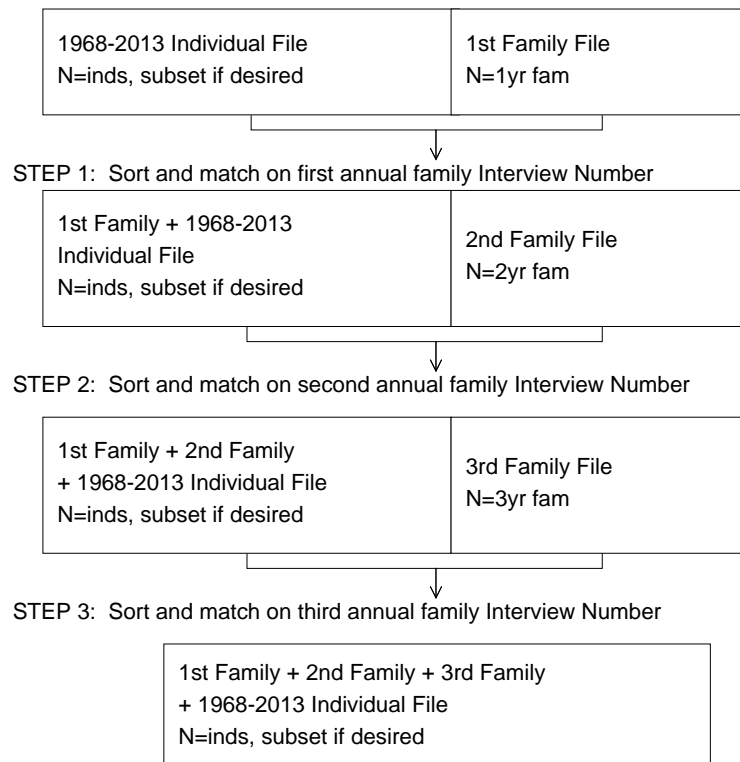 1968-2013 Individual File
N=inds, subset if desired
1st Family File
N=1yr fam
STEP 1:  Sort and match on first annual family Interview Number
1st Family + 1968-2013
Individual File
N=inds, subset if desired
2nd Family File
N=2yr fam
STEP 2:  Sort and match on second annual family Interview Number
1st Family + 2nd Family
+ 1968-2013 Individual File
N=inds, subset if desired
3rd Family File
N=3yr fam
STEP 3:  Sort and match on third annual family Interview Number
1st Family + 2nd Family + 3rd Family
+ 1968-2013 Individual File
N=inds, subset if desired